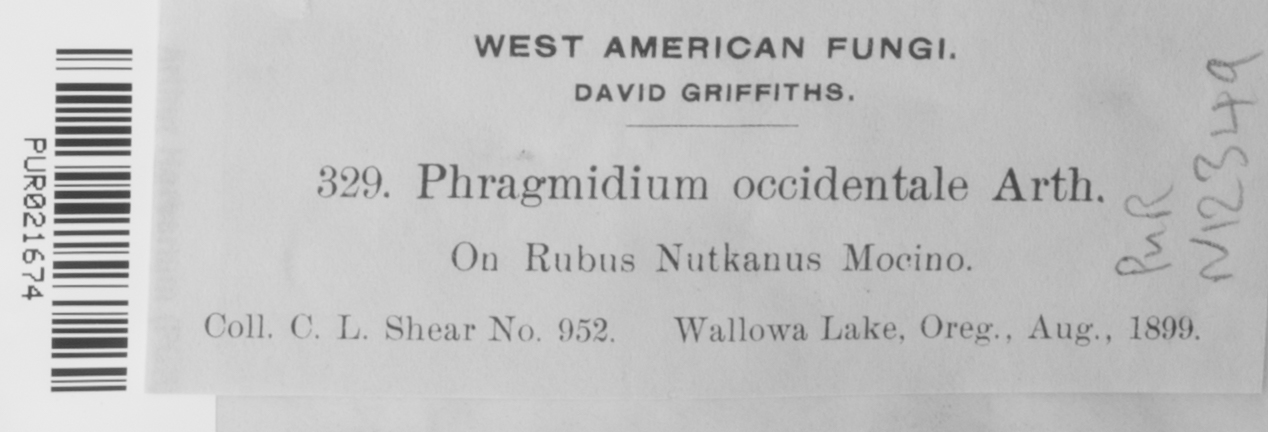 WEST AMERICAN FUNGI.
DAVID GRIFFITHS.
329. Phragmidium occidentale Arth.
On Rubus Nutkanus Mocino.
Coll. C. L. Shear No. 952. Wallowa Lake, Oreg., Aug., 1899.
PUR
N12349
PUR021674